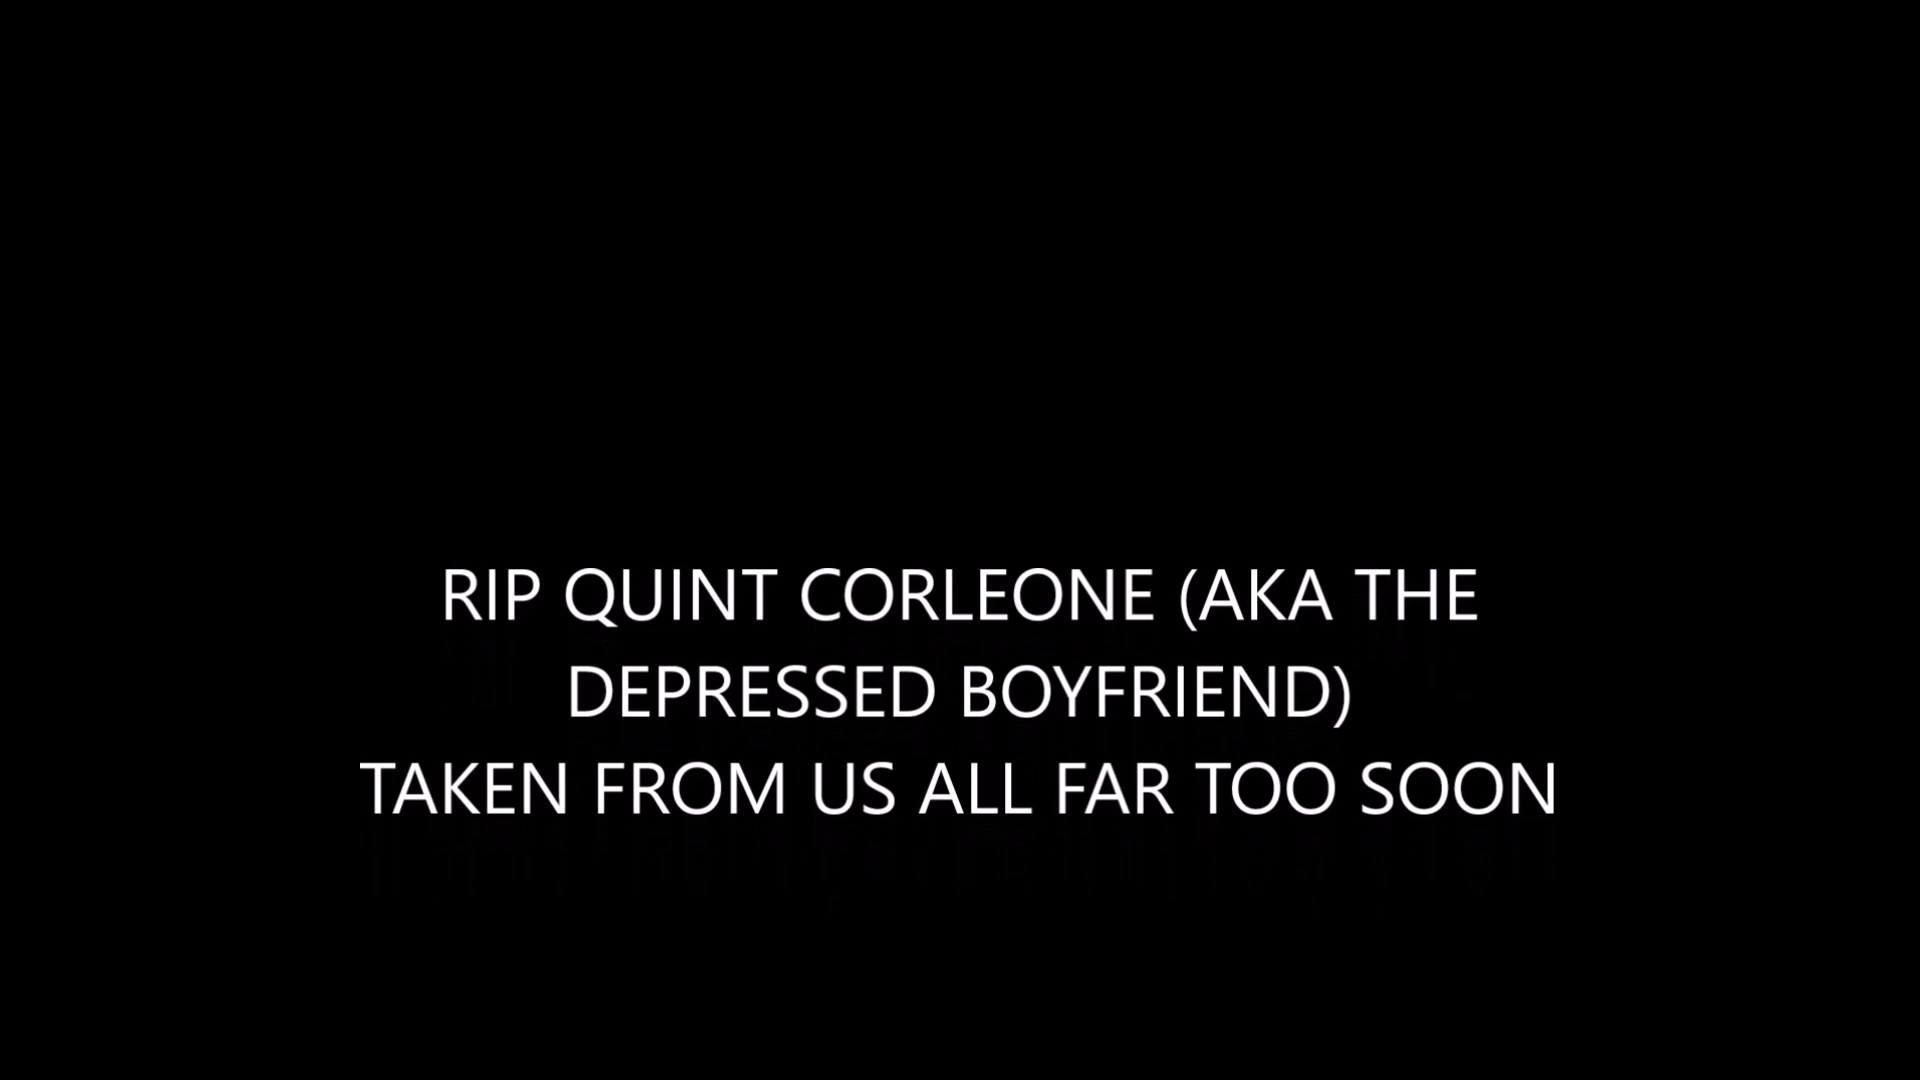 RIP QUINT CORLEONE (AKA THE
DEPRESSED BOYFRIEND)
TAKEN FROM US ALL FAR TOO SOON